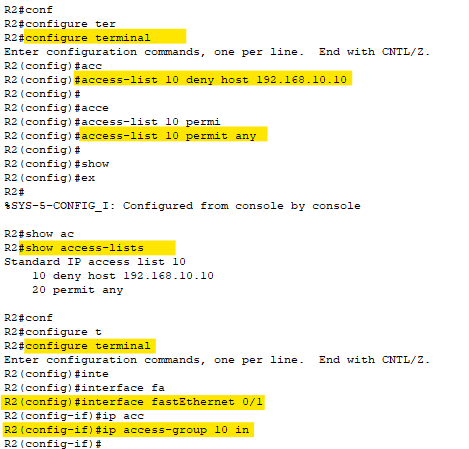 R2#conf
R2#configure ter
R2#configure terminal
Enter configuration commands, one per line.  End with CNTL/Z.
R2(config)#acc
R2(config)#access-list 10 deny host 192.168.10.10
R2(config)#
R2(config)#acce
R2(config)#access-list 10 permi
R2(config)#access-list 10 permit any
R2(config)#
R2(config)#show
R2(config)#ex
R2#
%SYS-5-CONFIG_I: Configured from console by console

R2#show ac
R2#show access-lists
Standard IP access list 10
    10 deny host 192.168.10.10
    20 permit any

R2#conf
R2#configure t
R2#configure terminal
Enter configuration commands, one per line.  End with CNTL/Z.
R2(config)#inte
R2(config)#interface fa
R2(config)#interface fastEthernet 0/1
R2(config-if)#ip acc
R2(config-if)#ip access-group 10 in
R2(config-if)#